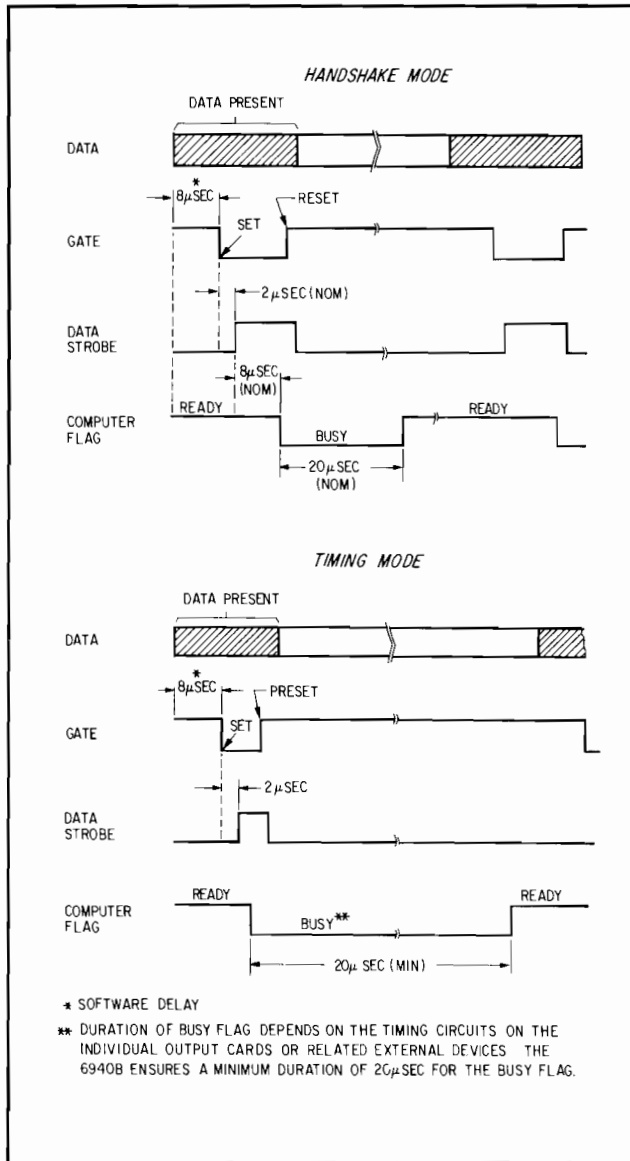 HANDSHAKE MODE
DATA PRESENT
DATA
*
8μSEC
RESET
SET
GATE
2μSEC (NOM)
DATA
STROBE
8μSEC
(NOM)
READY
READY
COMPUTER
FLAG
BUSY
20μSEC
(NOM)
TIMING MODE
DATA PRESENT
DATA
*
8μSEC
PRESET
SET
GATE
2μSEC
DATA
STROBE
READY
READY
COMPUTER
FLAG
BUSY**
20μSEC (MIN)
* SOFTWARE DELAY
** DURATION OF BUSY FLAG DEPENDS ON THE TIMING CIRCUITS ON THE
INDIVIDUAL OUTPUT CARDS OR RELATED EXTERNAL DEVICES THE
6940B ENSURES A MINIMUM DURATION OF 20μSEC FOR THE BUSY FLAG.